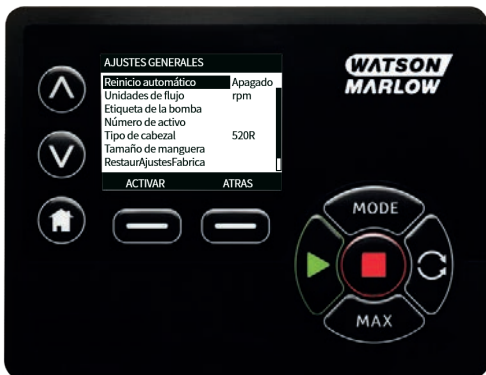 AJUSTES GENERALES
Reinicio automático Apagado
Unidades de flujo rpm
Etiqueta de la bomba
Número de activo
Tipo de cabezal 520R
Tamaño de manguera
RestaurAjustesFabrica
ACTIVAR ATRAS
WATSON
MARLOW
MODE
MAX